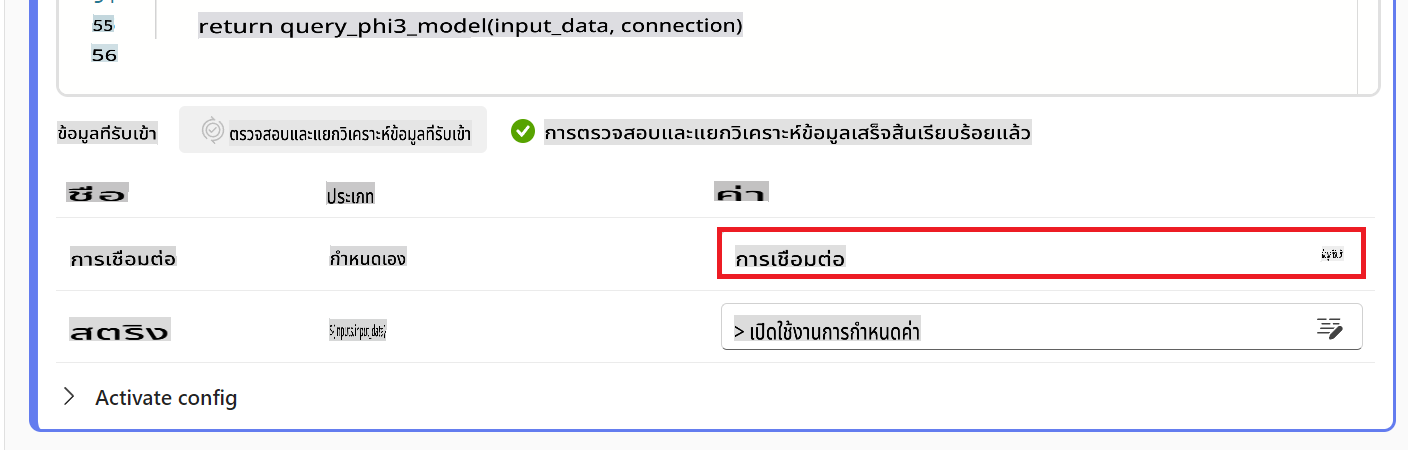 55 return query_phi3_model(input_data, connection)
56
ข้อมูลที่รับเข้า ตรวจสอบและแยกวิเคราะห์ข้อมูลที่รับเข้า การตรวจสอบและแยกวิเคราะห์ข้อมูลเสร็จสิ้นเรียบร้อยแล้ว
ชื่อ ประเภท ค่า
การเชื่อมต่อ กำหนดเอง การเชื่อมต่อ
สตริง ${inputs.input_data} > เปิดใช้งานการกำหนดค่า
Activate config